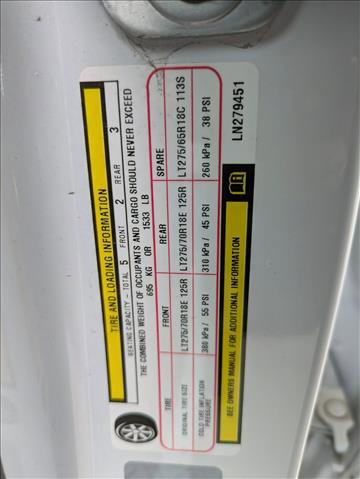 TIRE AND LOADING INFORMATION
SEATING CAPACITY - TOTAL 5 FRONT 2 REAR 3
THE COMBINED WEIGHT OF OCCUPANTS AND CARGO SHOULD NEVER EXCEED
695 KG OR 1533 LB
TIRE FRONT REAR SPARE
ORIGINAL TIRE SIZE LT275/70R18E 125R LT275/70R18E 125R LT275/65R18C 113S
COLD TIRE INFLATION PRESSURE 380 kPa / 55 PSI 310 kPa / 45 PSI 260 kPa / 38 PSI
SEE OWNERS MANUAL FOR ADDITIONAL INFORMATION
LN279451